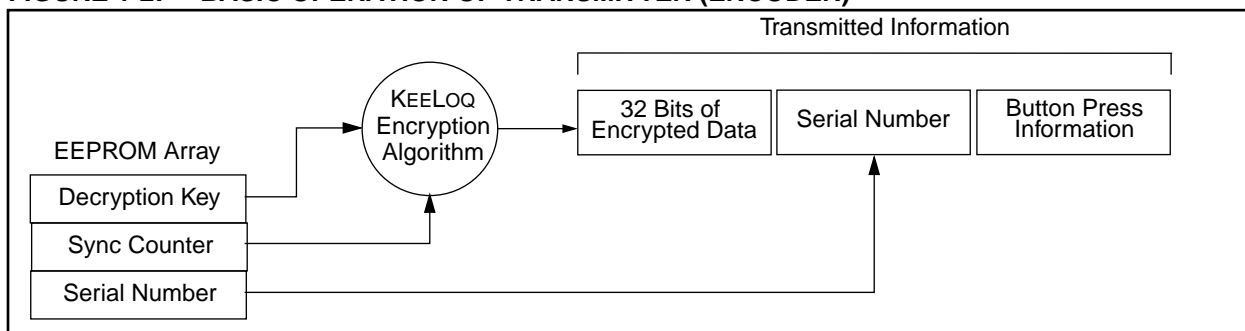 FIGURE 1-2: BASIC OPERATION OF TRANSMITTER (ENCODER)
Transmitted Information
KEELOQ
Encryption
Algorithm
32 Bits of
Encrypted Data
Serial Number
Button Press
Information
EEPROM Array
Decryption Key
Sync Counter
Serial Number